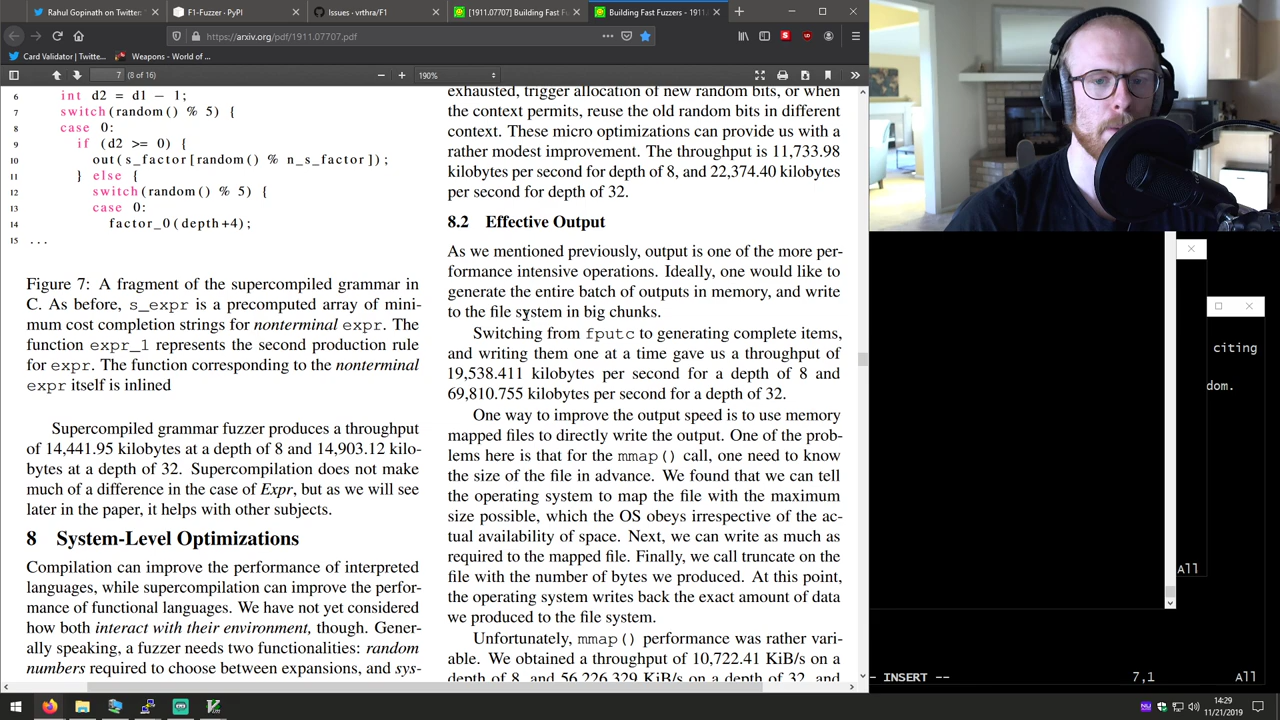 Rahul Gopinath on Twitter:
F1-Fuzzer · PyPI
Issues · vrthra/F1
[1911.07707] Building Fast Fuzz
Building Fast Fuzzers - 1911.
https://arxiv.org/pdf/1911.07707.pdf
Card Validator | Twitter
Weapons - World of ...
7 (8 of 16)
190%
6 int d2 = d1 - 1;
7 switch(random() % 5) {
8 case 0:
9 if (d2 >= 0) {
10 out(s_factor[random() % n_s_factor]);
11 } else {
12 switch(random() % 5) {
13 case 0:
14 factor_0(depth+4);
15 ...
Figure 7: A fragment of the supercompiled grammar in
C. As before, s_expr is a precomputed array of mini-
mum cost completion strings for nonterminal expr. The
function expr_1 represents the second production rule
for expr. The function corresponding to the nonterminal
expr itself is inlined
Supercompiled grammar fuzzer produces a throughput
of 14,441.95 kilobytes at a depth of 8 and 14,903.12 kilo-
bytes at a depth of 32. Supercompilation does not make
much of a difference in the case of Expr, but as we will see
later in the paper, it helps with other subjects.
8 System-Level Optimizations
Compilation can improve the performance of interpreted
languages, while supercompilation can improve the perfor-
mance of functional languages. We have not yet considered
how both interact with their environment, though. Gener-
ally speaking, a fuzzer needs two functionalities: random
numbers required to choose between expansions, and sys-
exhausted, trigger allocation of new random bits, or when
the context permits, reuse the old random bits in different
context. These micro optimizations can provide us with a
rather modest improvement. The throughput is 11,733.98
kilobytes per second for depth of 8, and 22,374.40 kilobytes
per second for depth of 32.
8.2 Effective Output
As we mentioned previously, output is one of the more per-
formance intensive operations. Ideally, one would like to
generate the entire batch of outputs in memory, and write
to the file system in big chunks.
Switching from fputc to generating complete items,
and writing them one at a time gave us a throughput of
19,538.411 kilobytes per second for a depth of 8 and
69,810.755 kilobytes per second for a depth of 32.
One way to improve the output speed is to use memory
mapped files to directly write the output. One of the prob-
lems here is that for the mmap() call, one need to know
the size of the file in advance. We found that we can tell
the operating system to map the file with the maximum
size possible, which the OS obeys irrespective of the ac-
tual availability of space. Next, we can write as much as
required to the mapped file. Finally, we call truncate on the
file with the number of bytes we produced. At this point,
the operating system writes back the exact amount of data
we produced to the file system.
Unfortunately, mmap() performance was rather vari-
able. We obtained a throughput of 10,722.41 KiB/s on a
depth of 8, and 56,226.329 KiB/s on a depth of 32, and
citing
dom.
All
- INSERT --
7,1
All
14:29
11/21/2019